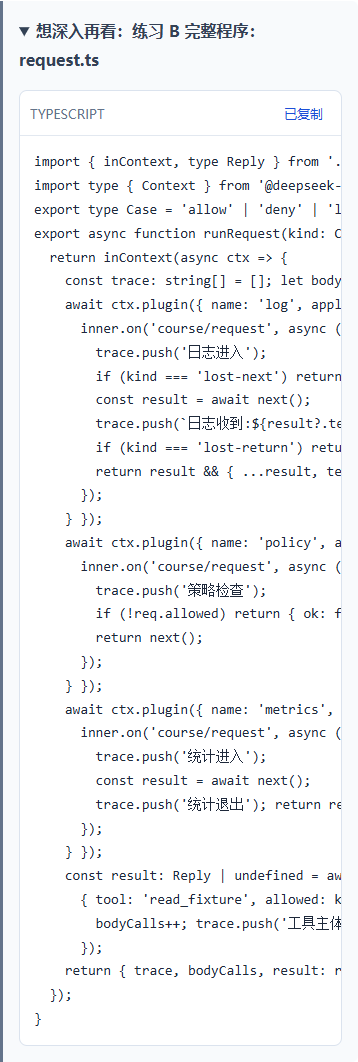 ▼ 想深入再看：练习 B 完整程序：
request.ts
TYPESCRIPT 已复制
import { inContext, type Reply } from '.
import type { Context } from '@deepseek-
export type Case = 'allow' | 'deny' | 'l
export async function runRequest(kind: C
  return inContext(async ctx => {
    const trace: string[] = []; let body
    await ctx.plugin({ name: 'log', appl
      inner.on('course/request', async (
        trace.push('日志进入');
        if (kind === 'lost-next') return
        const result = await next();
        trace.push(`日志收到:${result?.te
        if (kind === 'lost-return') retu
        return result && { ...result, te
      });
    } });
    await ctx.plugin({ name: 'policy', a
      inner.on('course/request', async (
        trace.push('策略检查');
        if (!req.allowed) return { ok: f
        return next();
      });
    } });
    await ctx.plugin({ name: 'metrics',
      inner.on('course/request', async (
        trace.push('统计进入');
        const result = await next();
        trace.push('统计退出'); return re
      });
    } });
    const result: Reply | undefined = aw
      { tool: 'read_fixture', allowed: k
        bodyCalls++; trace.push('工具主体
      });
    return { trace, bodyCalls, result: r
  });
}